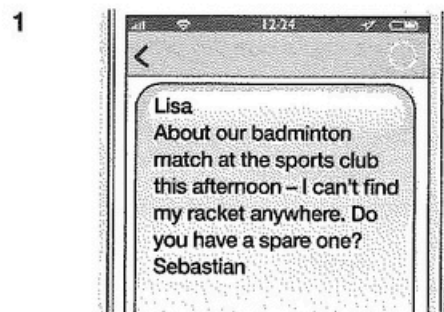 1
12:24
Lisa
About our badminton
match at the sports club
this afternoon – I can't find
my racket anywhere. Do
you have a spare one?
Sebastian